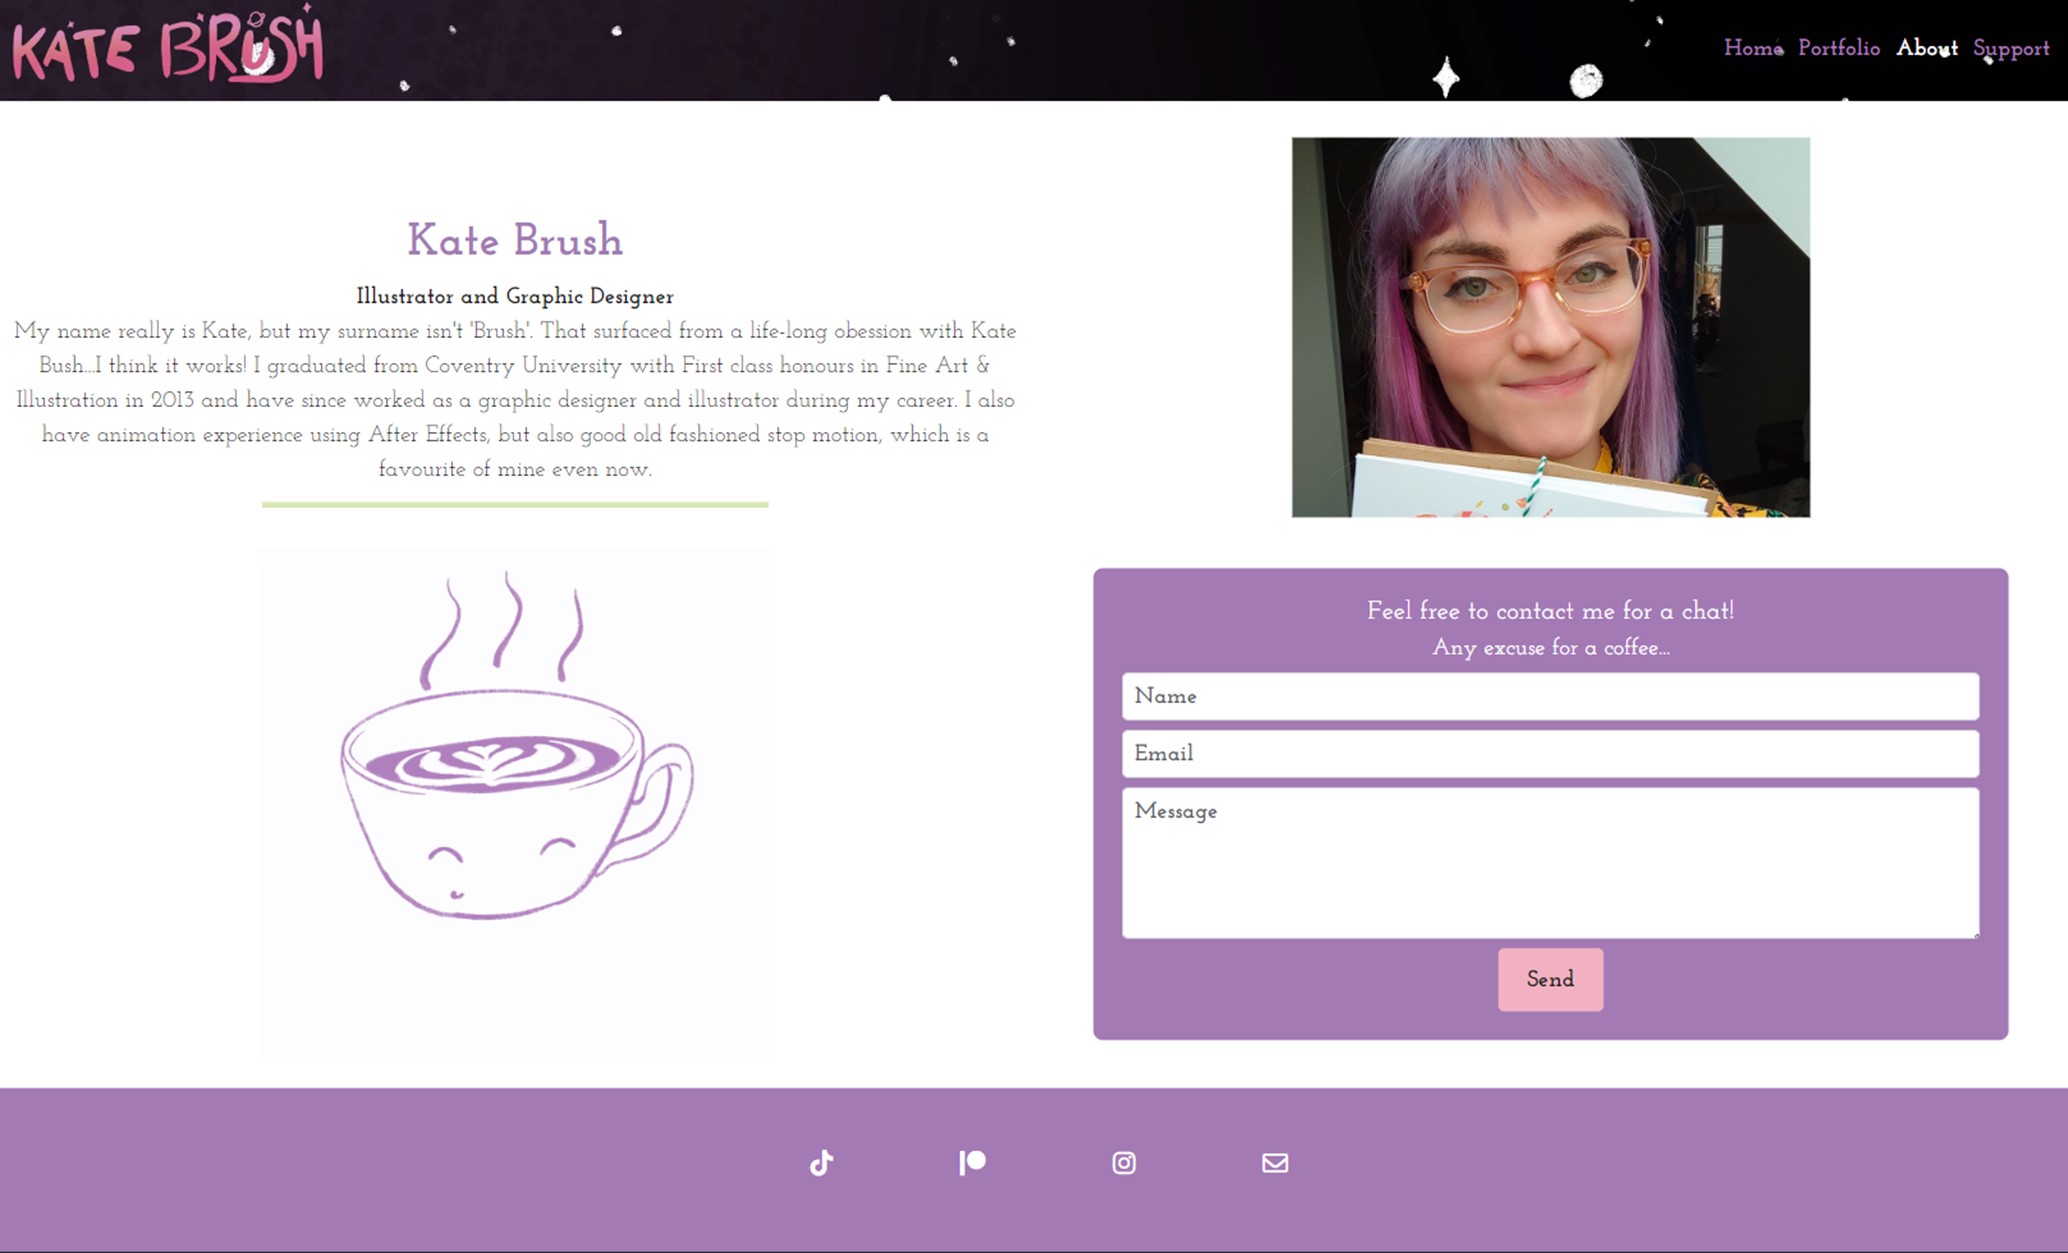 KATE BRUSH
Home Portfolio About Support
Kate Brush
Illustrator and Graphic Designer
My name really is Kate, but my surname isn't 'Brush'. That surfaced from a life-long obession with Kate
Bush...I think it works! I graduated from Coventry University with First class honours in Fine Art &
Illustration in 2013 and have since worked as a graphic designer and illustrator during my career. I also
have animation experience using After Effects, but also good old fashioned stop motion, which is a
favourite of mine even now.
Feel free to contact me for a chat!
Any excuse for a coffee...
Name
Email
Message
Send